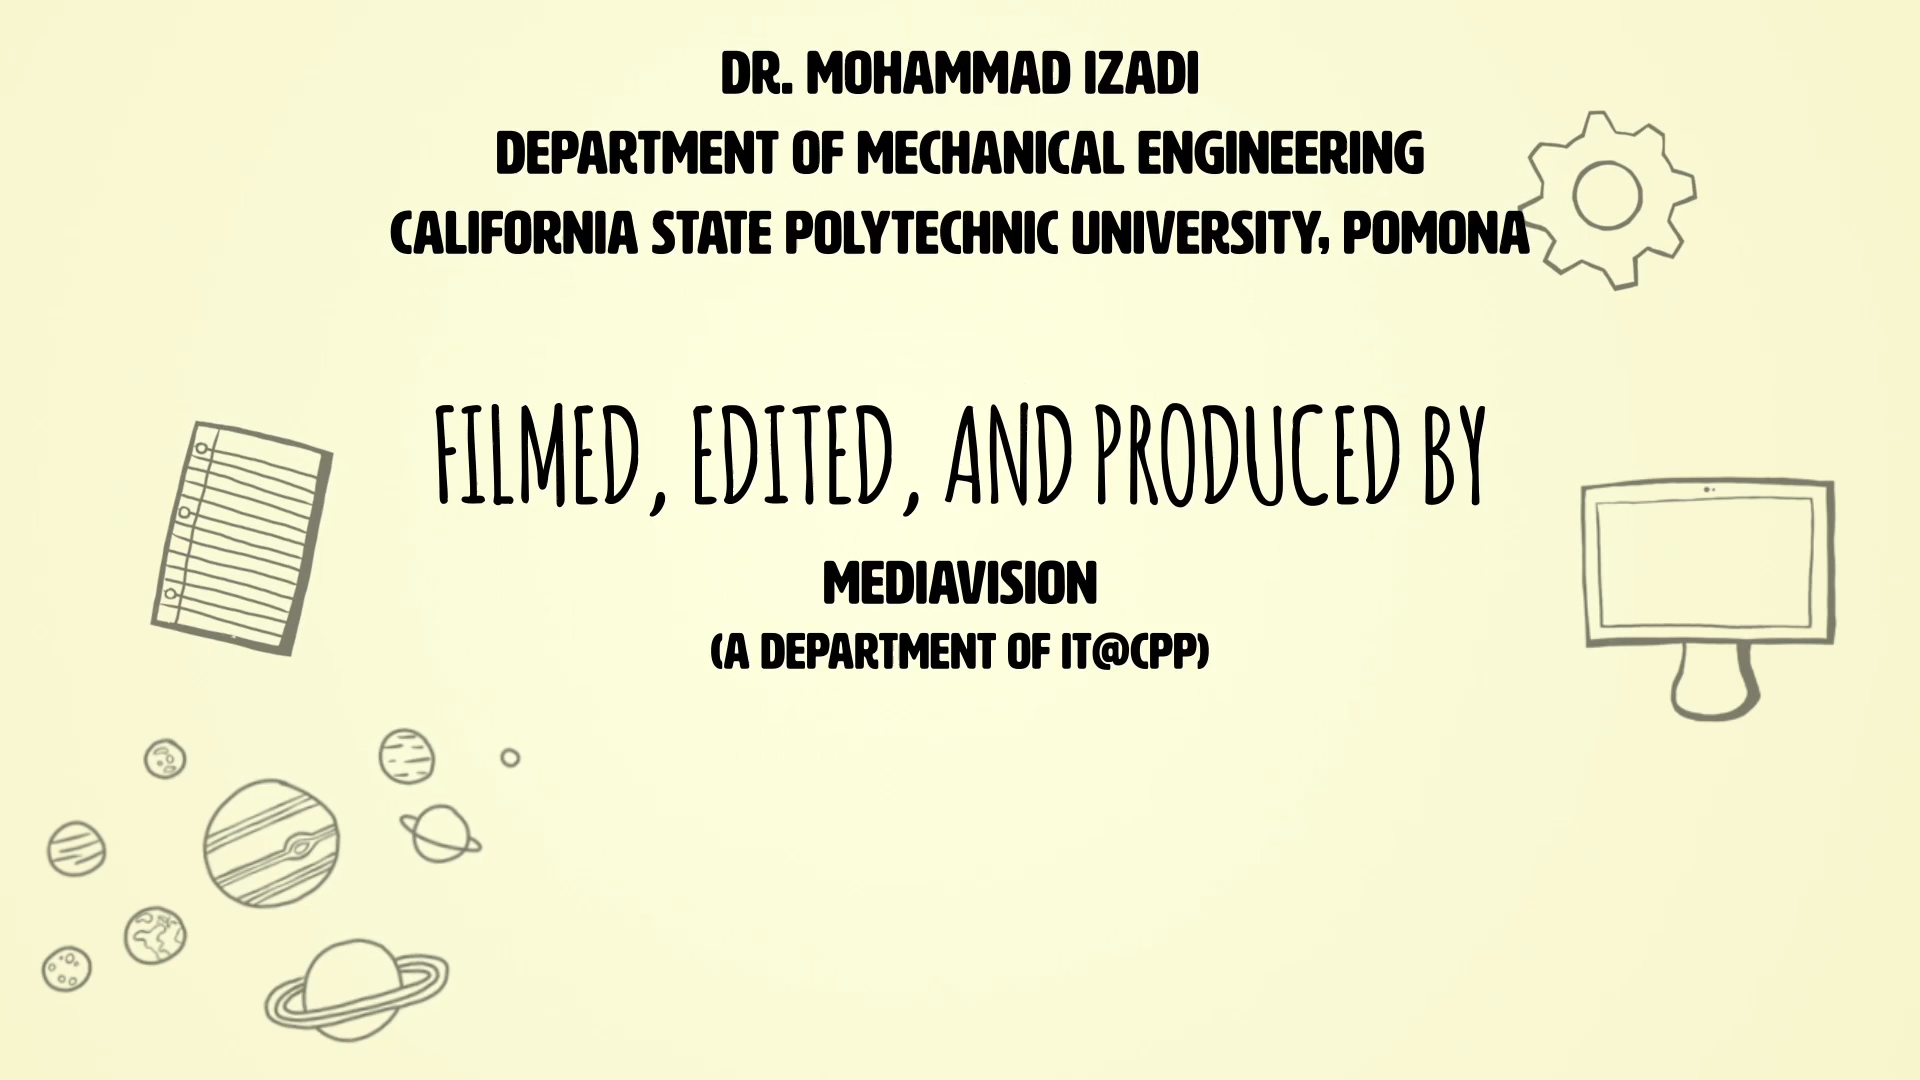 DR. MOHAMMAD IZADI
DEPARTMENT OF MECHANICAL ENGINEERING
CALIFORNIA STATE POLYTECHNIC UNIVERSITY, POMONA
FILMED, EDITED, AND PRODUCED BY
MEDIAVISION
(A DEPARTMENT OF IT@CPP)